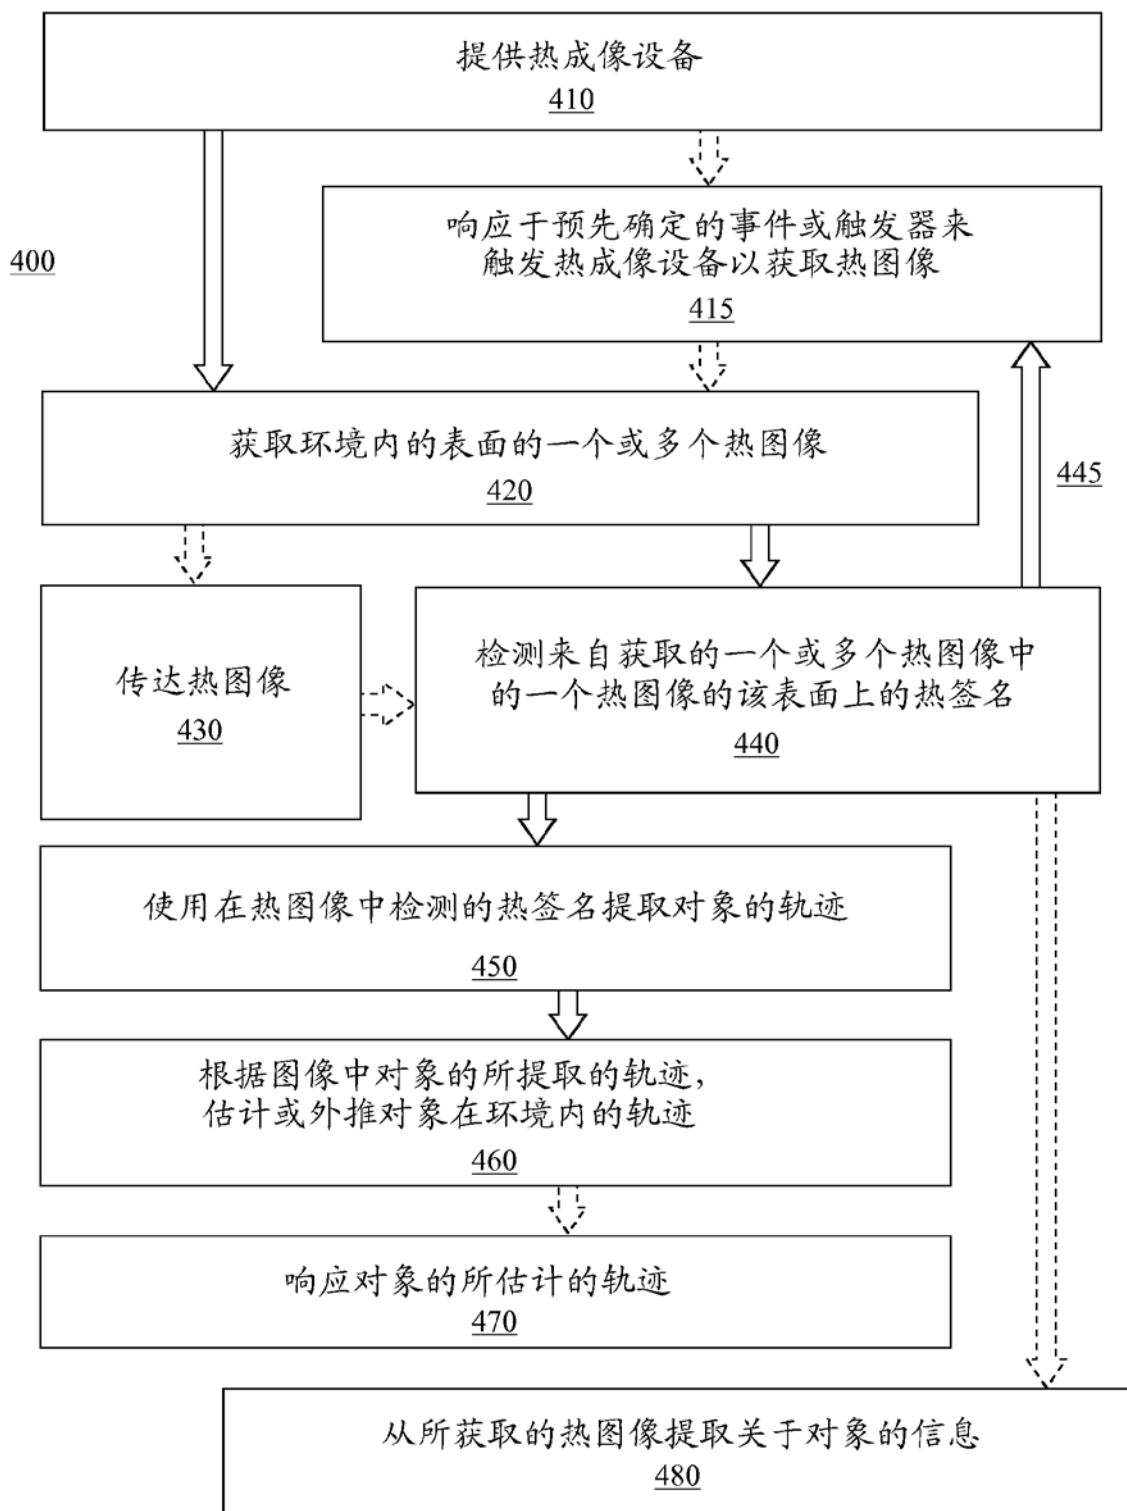 提供热成像设备
410
响应于预先确定的事件或触发器来
触发热成像设备以获取热图像
415
400
获取环境内的表面的一个或多个热图像
420
445
传达热图像
430
检测来自获取的一个或多个热图像中
的一个热图像的该表面上的热签名
440
使用在热图像中检测的热签名提取对象的轨迹
450
根据图像中对象的所提取的轨迹,
估计或外推对象在环境内的轨迹
460
响应对象的所估计的轨迹
470
从所获取的热图像提取关于对象的信息
480